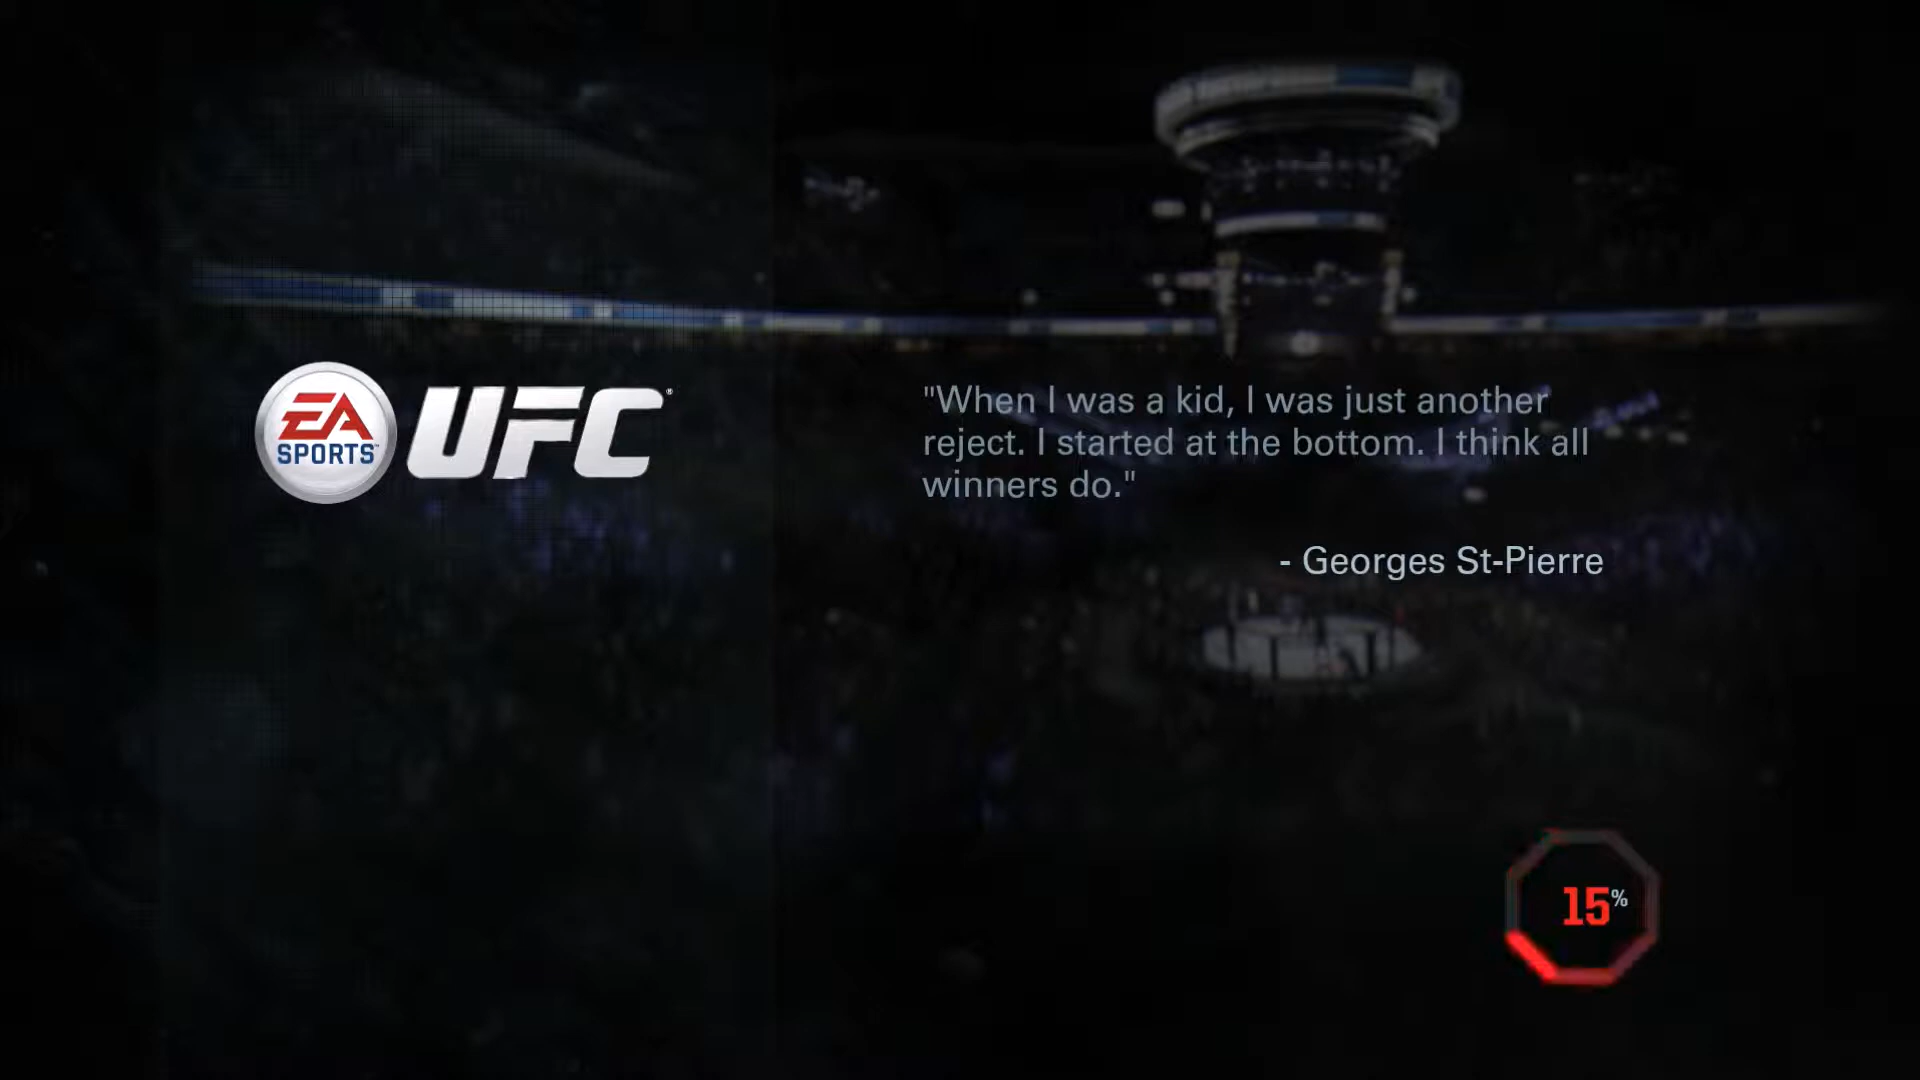 EA
SPORTS™
UFC®
"When I was a kid, I was just another
reject. I started at the bottom. I think all
winners do."
- Georges St-Pierre
15%